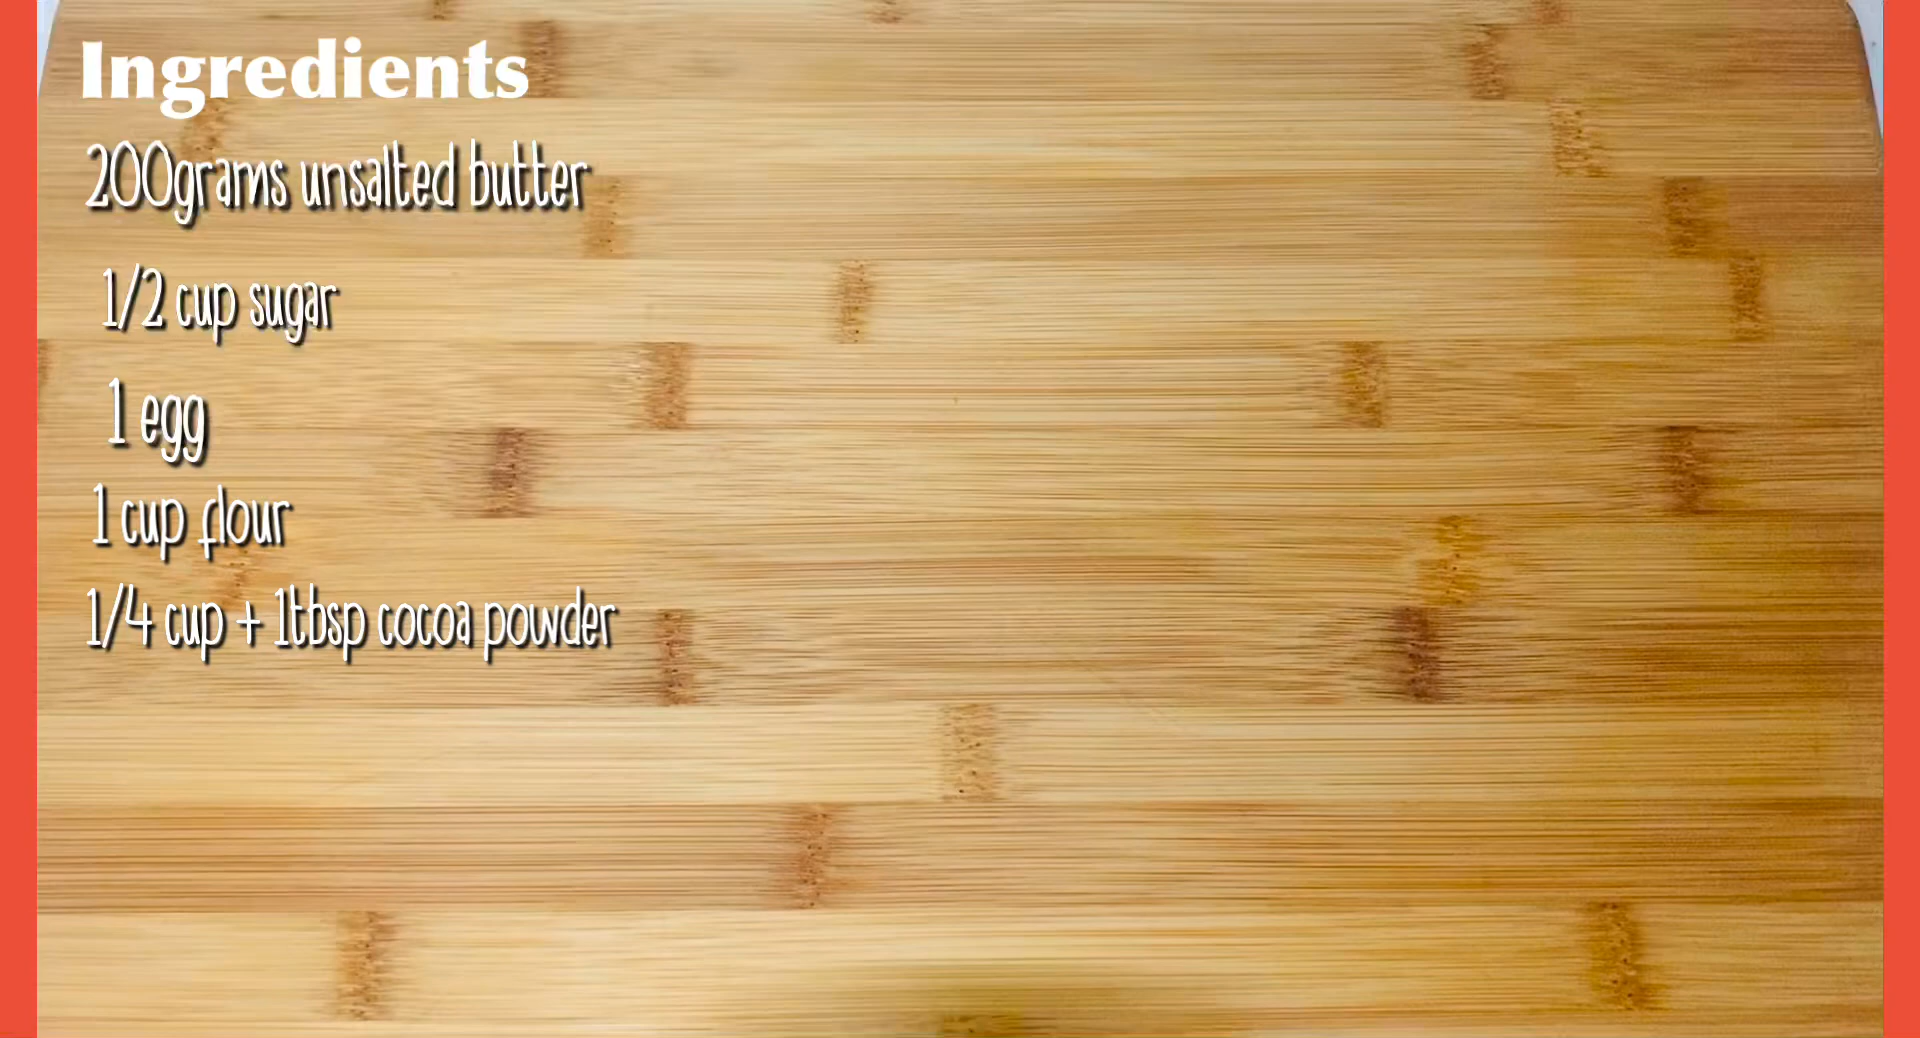 Ingredients
200grams unsalted butter
1/2 cup sugar
1 egg
1 cup flour
1/4 cup + 1tbsp cocoa powder